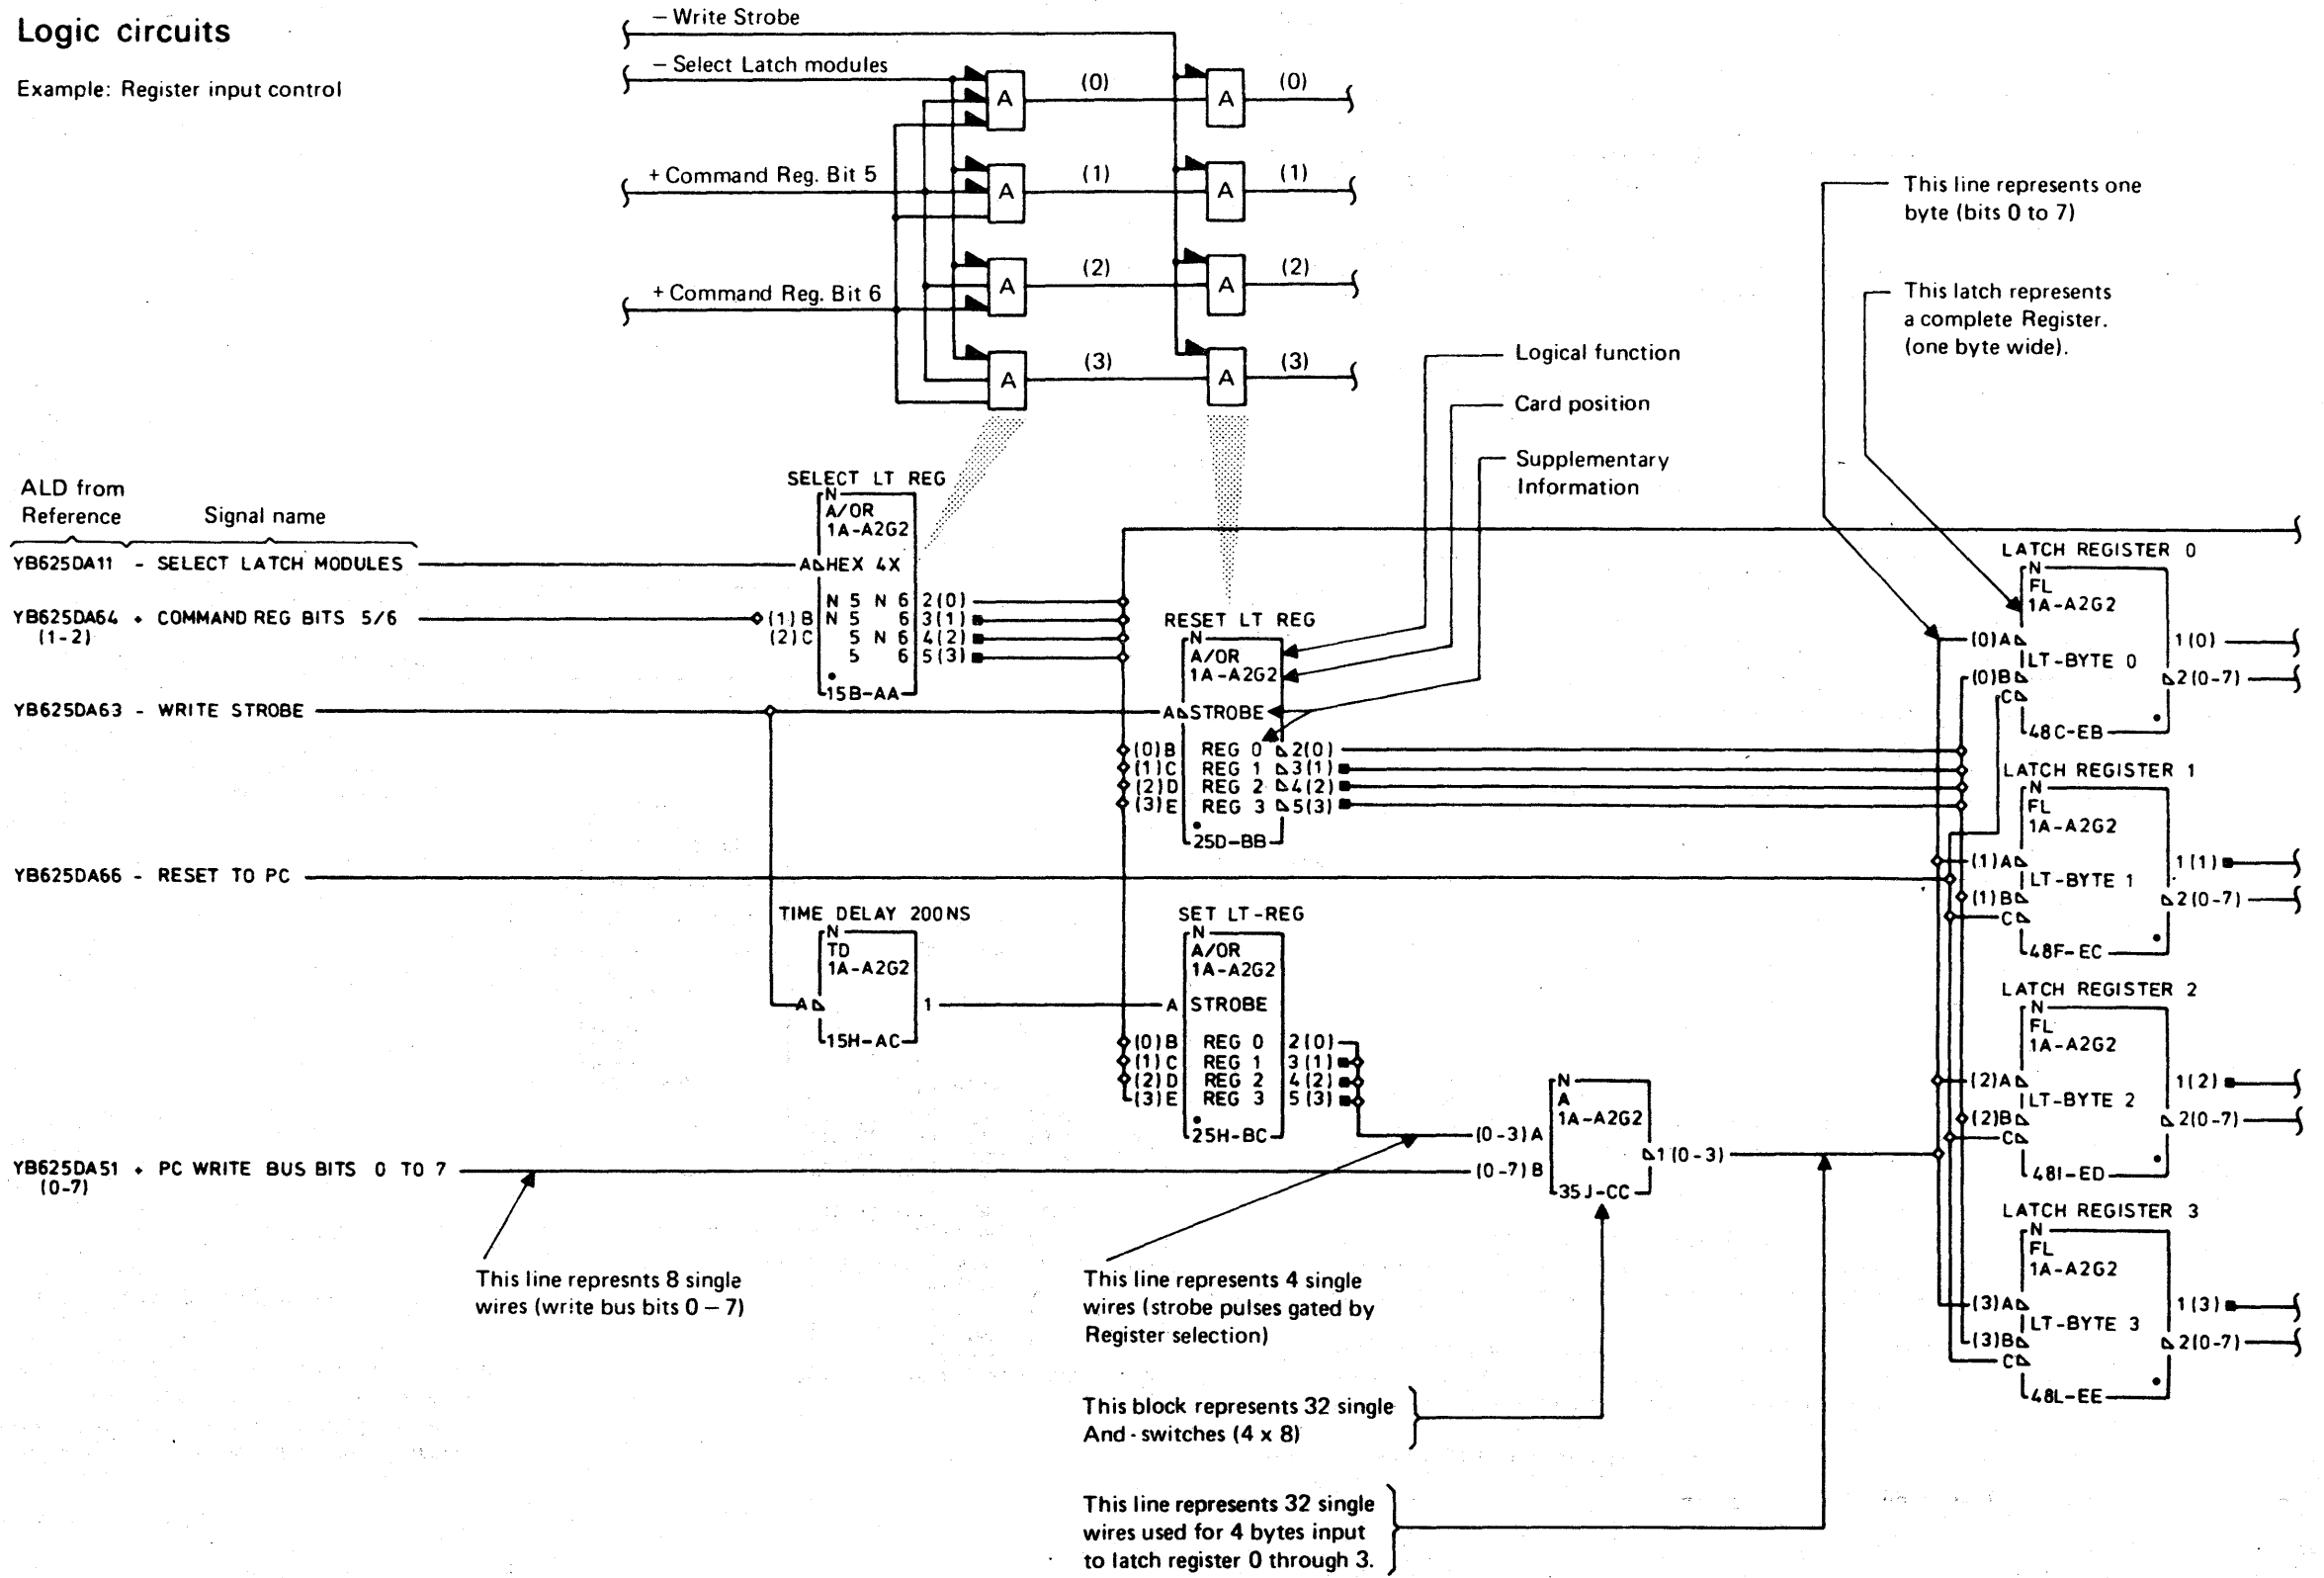 Logic circuits
Example: Register input control
— Write Strobe
— Select Latch modules
+ Command Reg. Bit 5
+ Command Reg. Bit 6
A (0) A (0)
A (1) A (1)
A (2) A (2)
A (3) A (3)
This line represents one
byte (bits 0 to 7)
This latch represents
a complete Register.
(one byte wide).
Logical function
Card position
Supplementary
Information
ALD from
Reference
Signal name
YB625DA11 - SELECT LATCH MODULES
YB625DA64 + COMMAND REG BITS 5/6
(1-2)
YB625DA63 - WRITE STROBE
YB625DA66 - RESET TO PC
YB625DA51 + PC WRITE BUS BITS 0 TO 7
(0-7)
SELECT LT REG
N
A/OR
1A-A2G2
A HEX 4X
N 5 N 6 2(0)
(1)B N 5 6 3(1)
(2)C 5 N 6 4(2)
5 6 5(3)
15B-AA
RESET LT REG
N
A/OR
1A-A2G2
A STROBE
(0)B REG 0 2(0)
(1)C REG 1 3(1)
(2)D REG 2 4(2)
(3)E REG 3 5(3)
25D-BB
TIME DELAY 200NS
N
TD
1A-A2G2
A 1
15H-AC
SET LT-REG
N
A/OR
1A-A2G2
A STROBE
(0)B REG 0 2(0)
(1)C REG 1 3(1)
(2)D REG 2 4(2)
(3)E REG 3 5(3)
25H-BC
N
A
1A-A2G2
(0-3)A
1(0-3)
(0-7)B
35J-CC
LATCH REGISTER 0
N
FL
1A-A2G2
(0)A 1(0)
LT-BYTE 0
(0)B 2(0-7)
C
48C-EB
LATCH REGISTER 1
N
FL
1A-A2G2
(1)A 1(1)
LT-BYTE 1
(1)B 2(0-7)
C
48F-EC
LATCH REGISTER 2
N
FL
1A-A2G2
(2)A 1(2)
LT-BYTE 2
(2)B 2(0-7)
C
48I-ED
LATCH REGISTER 3
N
FL
1A-A2G2
(3)A 1(3)
LT-BYTE 3
(3)B 2(0-7)
C
48L-EE
This line represnts 8 single
wires (write bus bits 0 — 7)
This line represents 4 single
wires (strobe pulses gated by
Register selection)
This block represents 32 single
And - switches (4 x 8)
This line represents 32 single
wires used for 4 bytes input
to latch register 0 through 3.